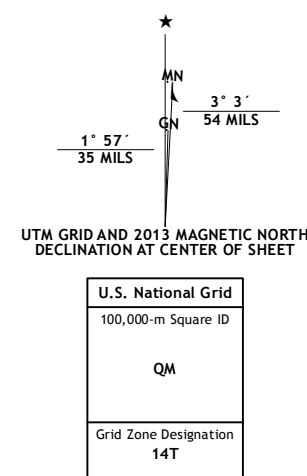 ★
MN
GN
3° 3´
54 MILS
1° 57´
35 MILS
UTM GRID AND 2013 MAGNETIC NORTH
DECLINATION AT CENTER OF SHEET
U.S. National Grid
100,000-m Square ID
QM
Grid Zone Designation
14T